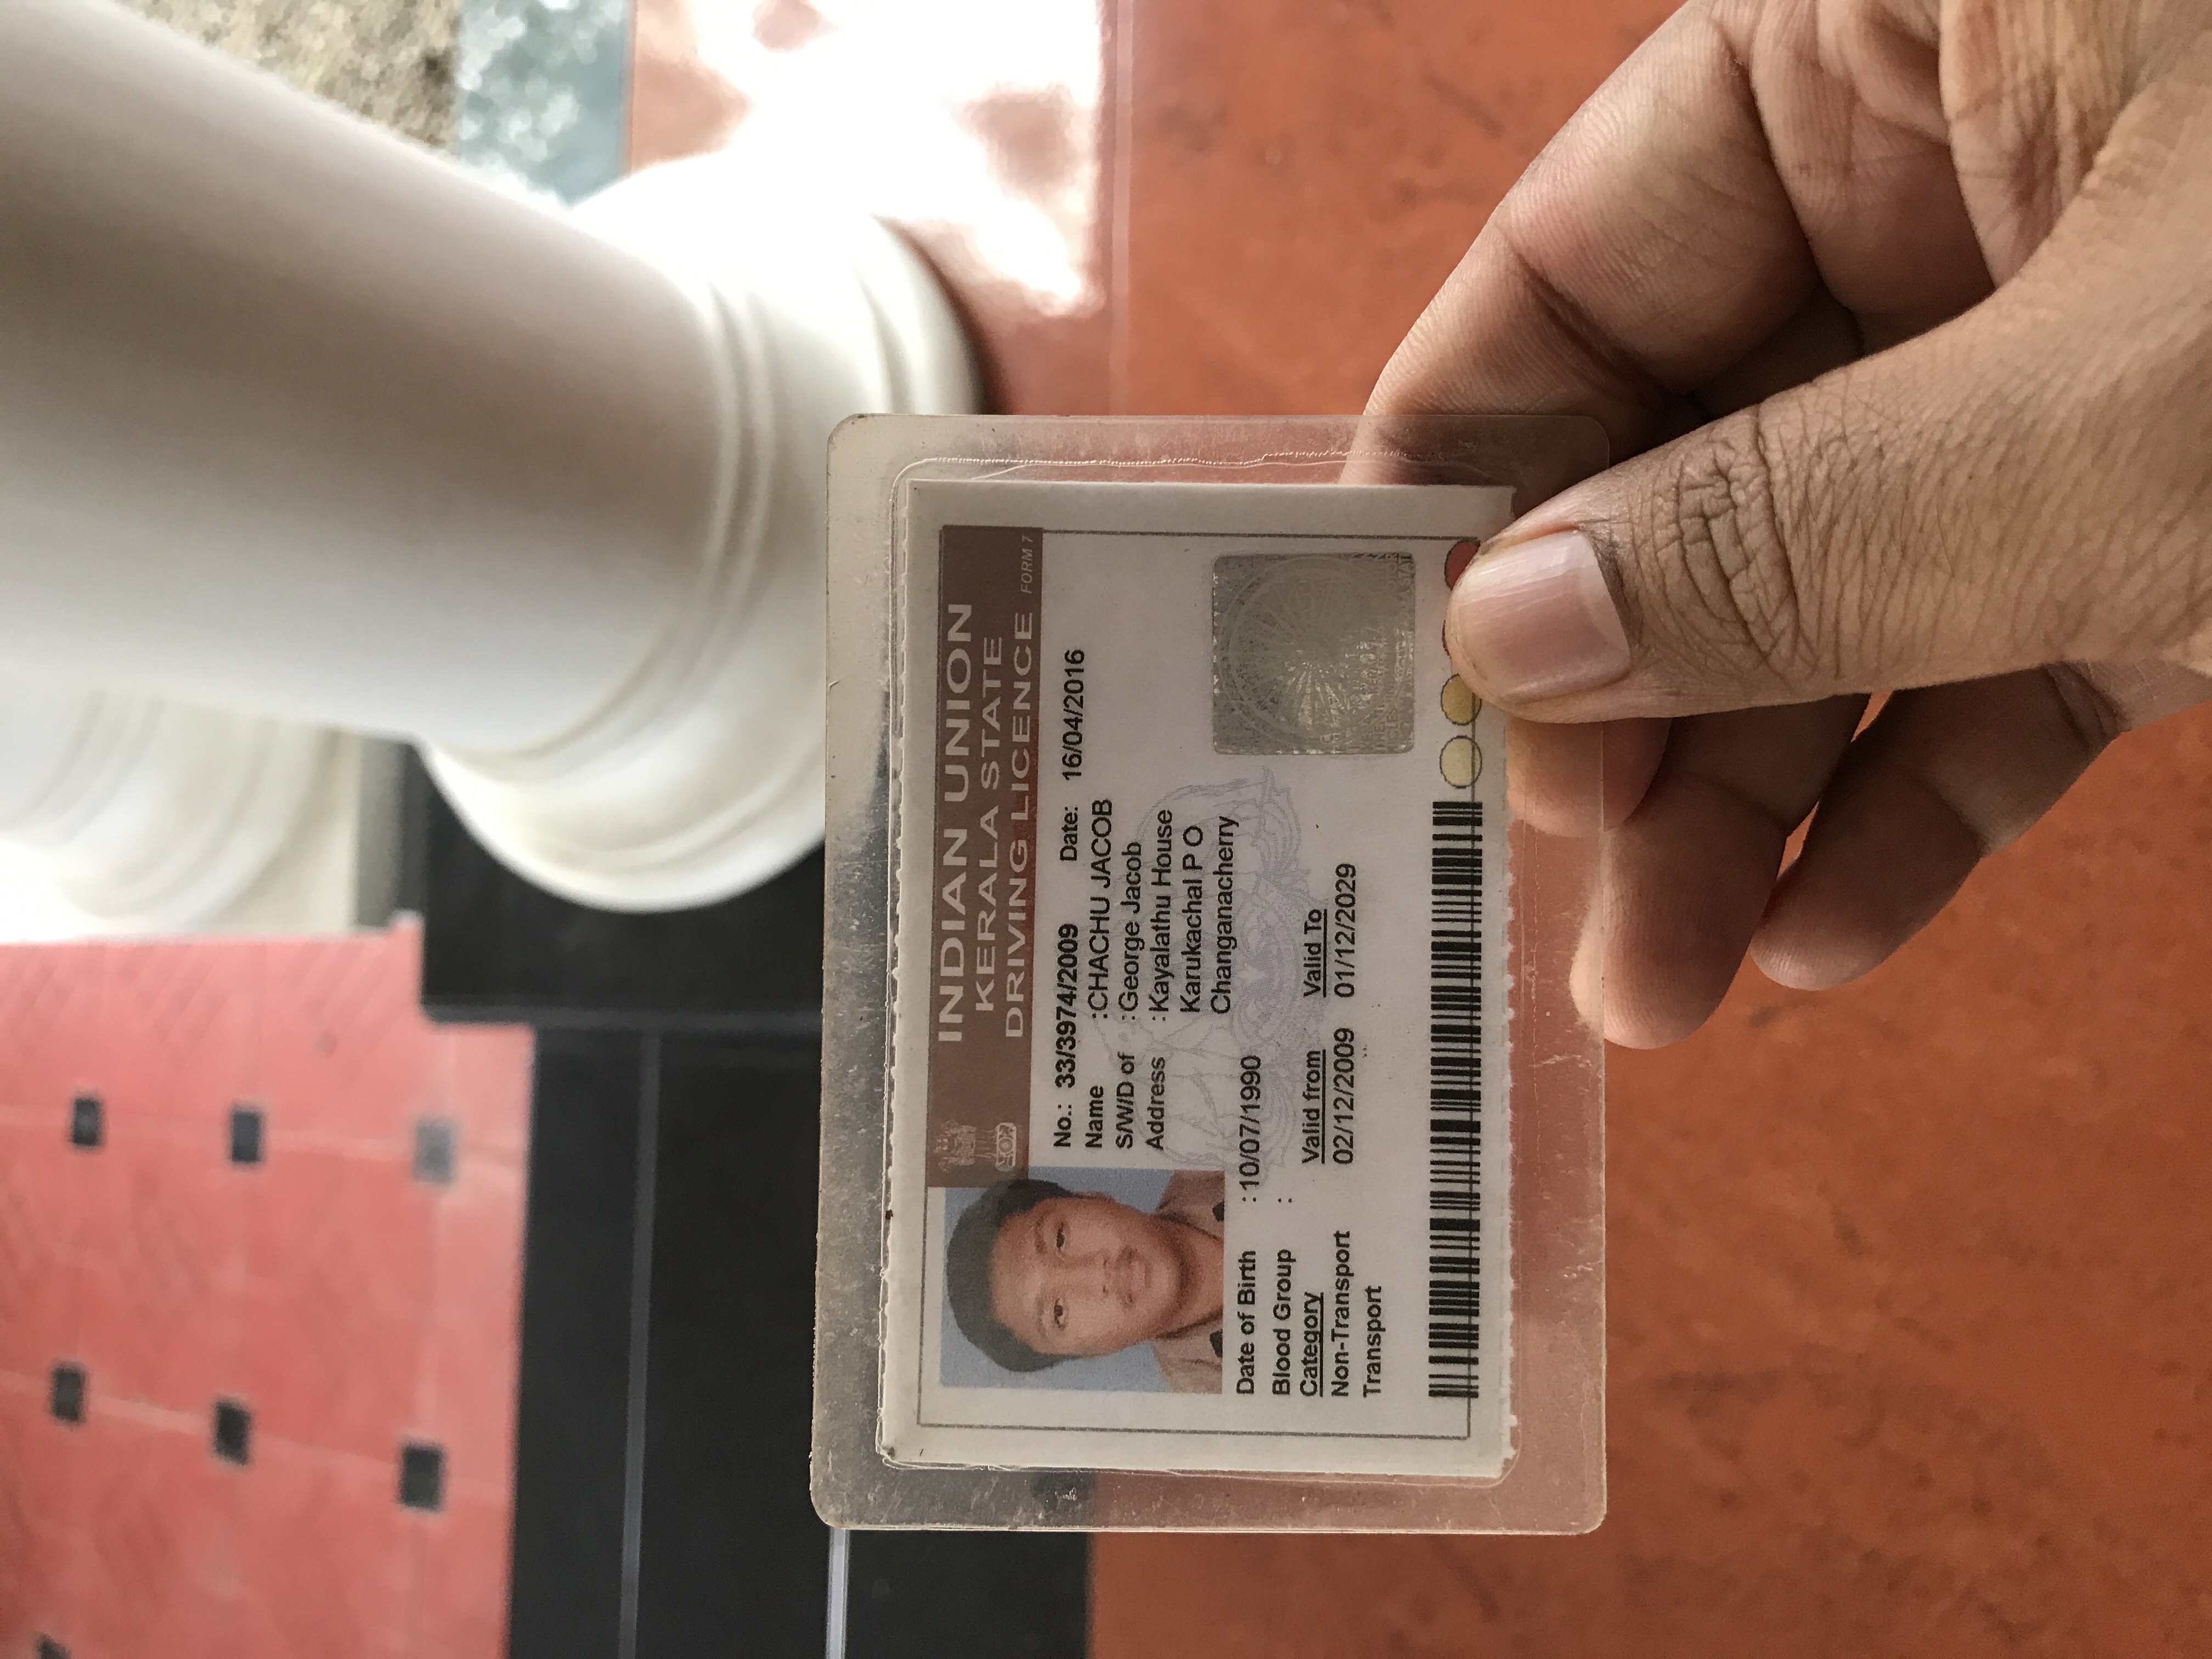 INDIAN UNION
KERALA STATE
DRIVING LICENCE FORM 7
No.: 33/3974/2009 Date: 16/04/2016
Name :CHACHU JACOB
S/W/D of :George Jacob
Address :Kayalathu House
Karukachal P O
Changanacherry
Date of Birth :10/07/1990
Blood Group :
Category Valid from Valid To
Non-Transport 02/12/2009 01/12/2029
Transport